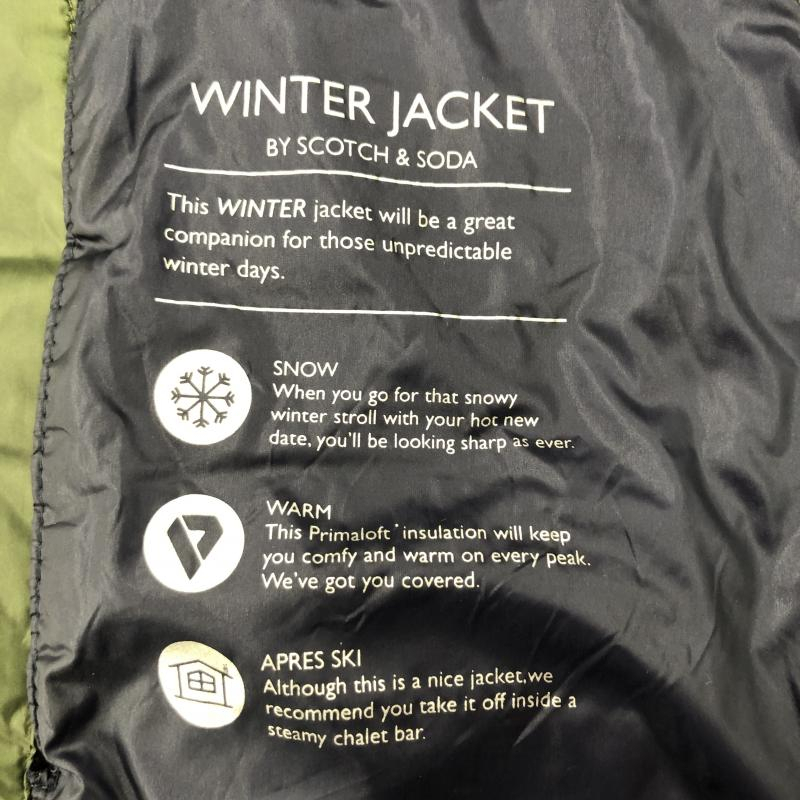 WINTER JACKET
BY SCOTCH & SODA
This WINTER jacket will be a great
companion for those unpredictable
winter days.
SNOW
When you go for that snowy
winter stroll with your hot new
date, you'll be looking sharp as ever.
WARM
This Primaloft® insulation will keep
you comfy and warm on every peak.
We've got you covered.
APRES SKI
Although this is a nice jacket,we
recommend you take it off inside a
steamy chalet bar.